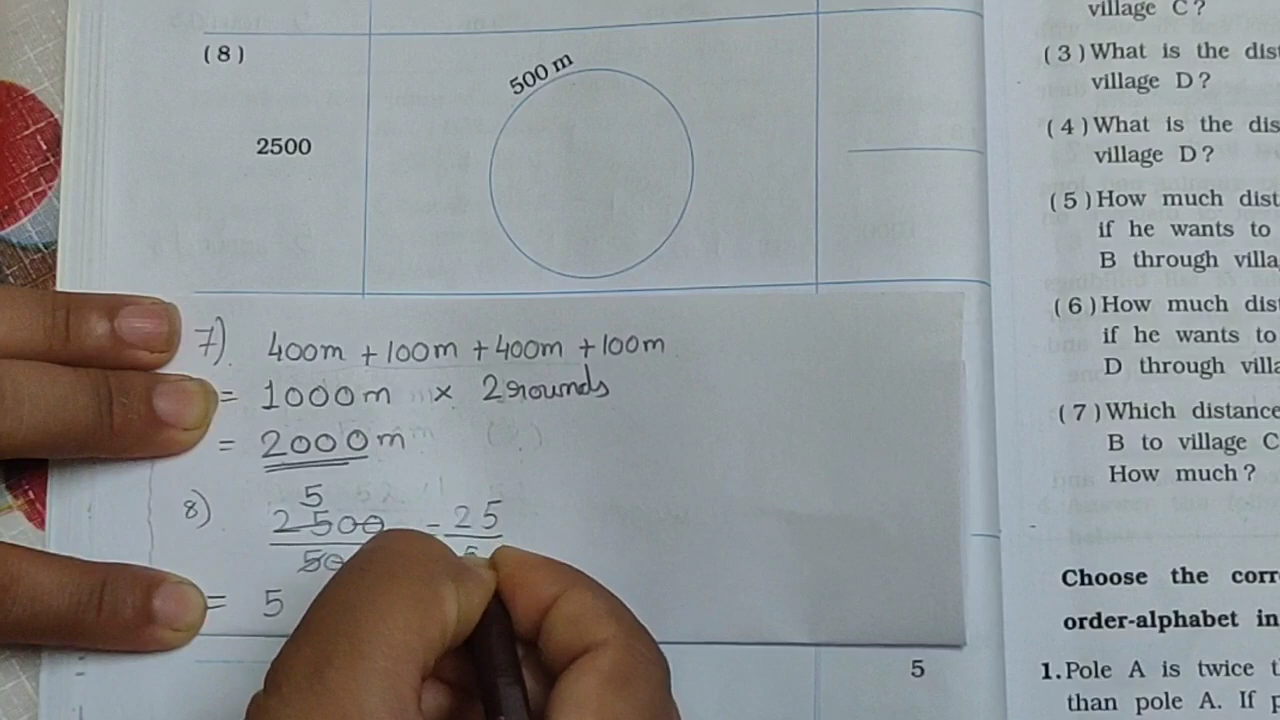 (8)
500 m
2500
7) 400m + 100m + 400m + 100m
= 1000m × 2 rounds
= 2000m
5
8) 2500 = 25
50
5
= 5
5
village C?
(3) What is the dis
village D?
(4) What is the dis
village D?
(5) How much dist
if he wants to
B through villa
(6) How much dis
if he wants to
D through villa
(7) Which distance
B to village C
How much?
Choose the corr
order-alphabet in
1. Pole A is twice t
than pole A. If p